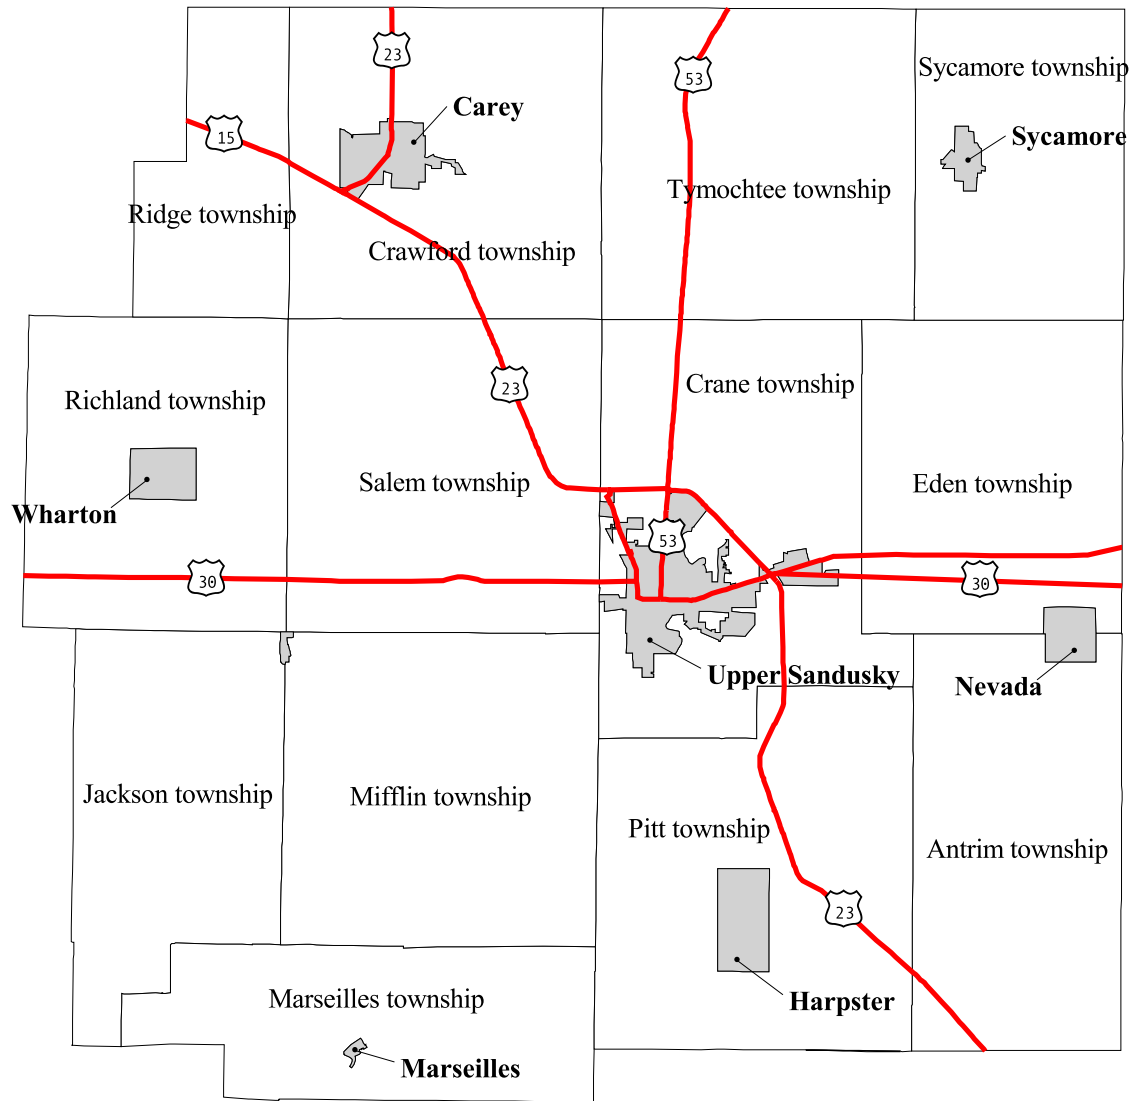 23
53
Sycamore township
Carey
15
Sycamore
Tymochtee township
Ridge township
Crawford township
23
Crane township
Richland township
Salem township
Eden township
Wharton
53
30
30
Upper Sandusky
Nevada
Jackson township
Mifflin township
Pitt township
Antrim township
23
Marseilles township
Harpster
Marseilles